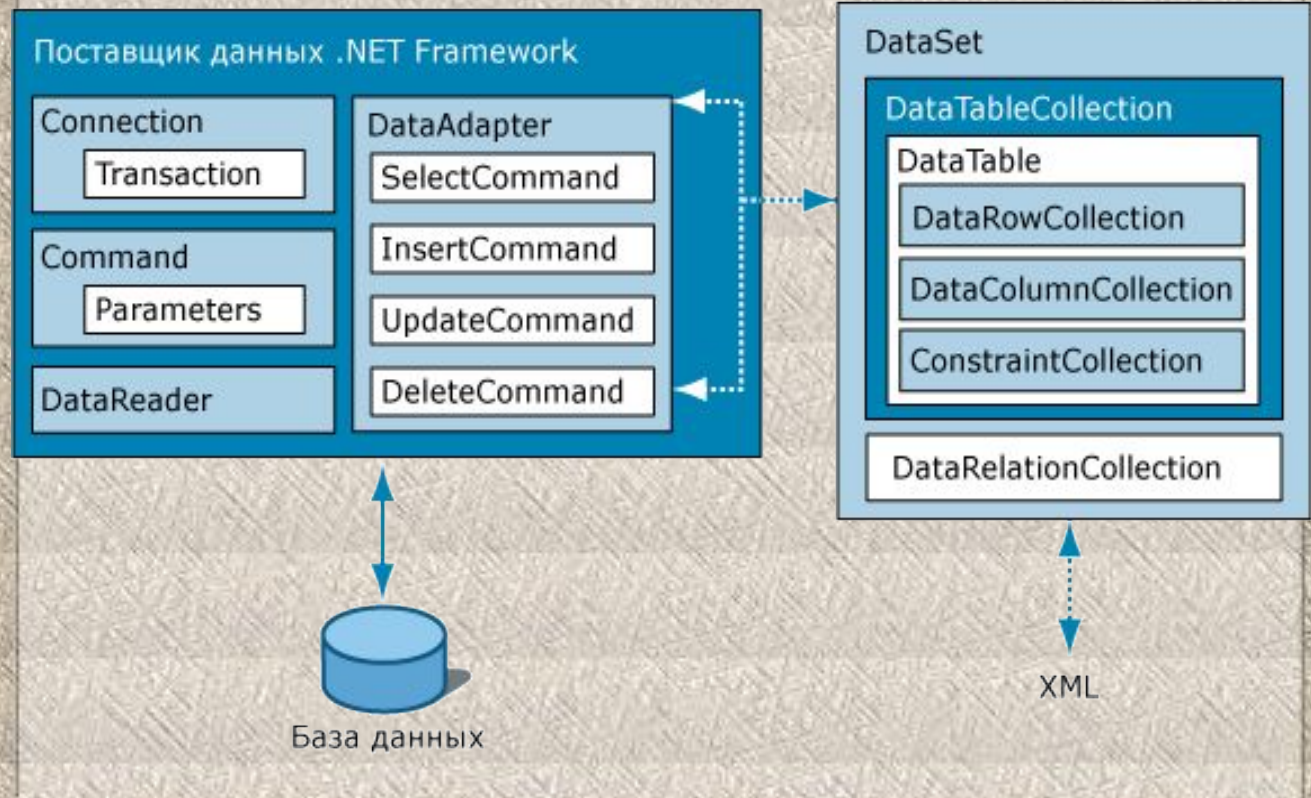 Поставщик данных .NET Framework
Connection
Transaction
Command
Parameters
DataReader
DataAdapter
SelectCommand
InsertCommand
UpdateCommand
DeleteCommand
База данных
DataSet
DataTableCollection
DataTable
DataRowCollection
DataColumnCollection
ConstraintCollection
DataRelationCollection
XML